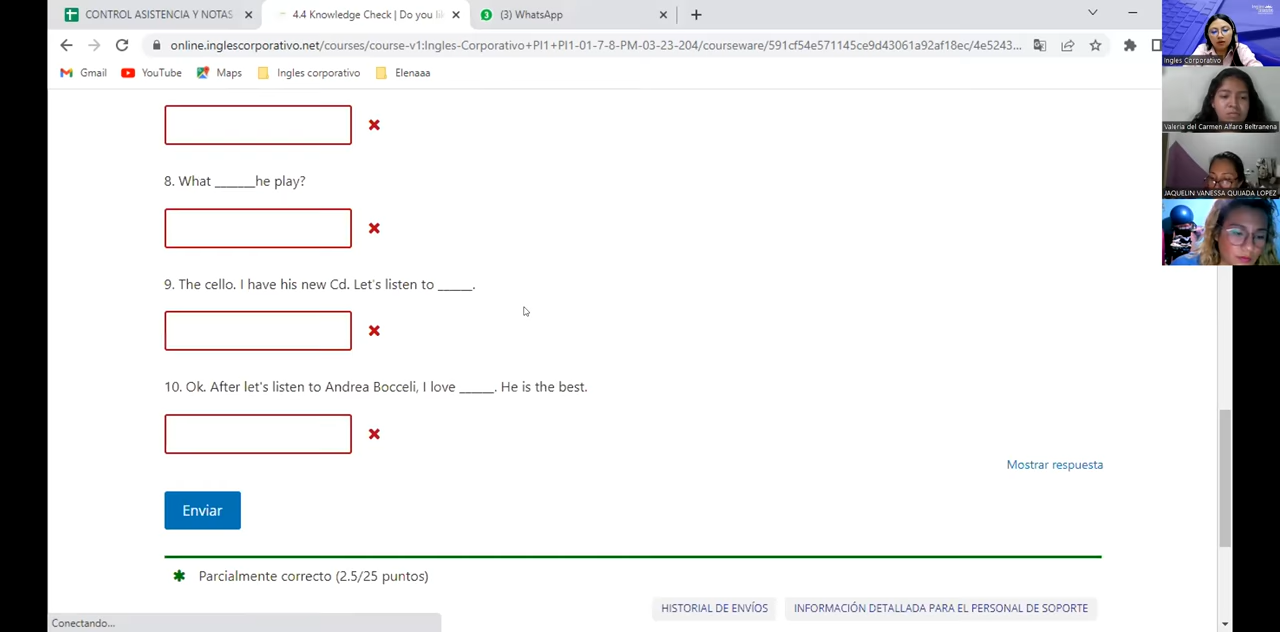 CONTROL ASISTENCIA Y NOTAS
4.4 Knowledge Check | Do you li
(3) WhatsApp
online.inglescorporativo.net/courses/course-v1:Ingles-Corporativo+PI1+PI1-01-7-8-PM-03-23-204/courseware/591cf54e571145ce9d43061a92af18ec/4e5243...
Gmail
YouTube
Maps
Ingles corporativo
Elenaaa
Ingles Corporativo
Valeria del Carmen Alfaro Beltranena
JAQUELIN VANESSA QUIJADA LOPEZ
8. What ______he play?
9. The cello. I have his new Cd. Let's listen to _____.
10. Ok. After let's listen to Andrea Bocceli, I love _____. He is the best.
Mostrar respuesta
Enviar
Parcialmente correcto (2.5/25 puntos)
HISTORIAL DE ENVÍOS
INFORMACIÓN DETALLADA PARA EL PERSONAL DE SOPORTE
Conectando...